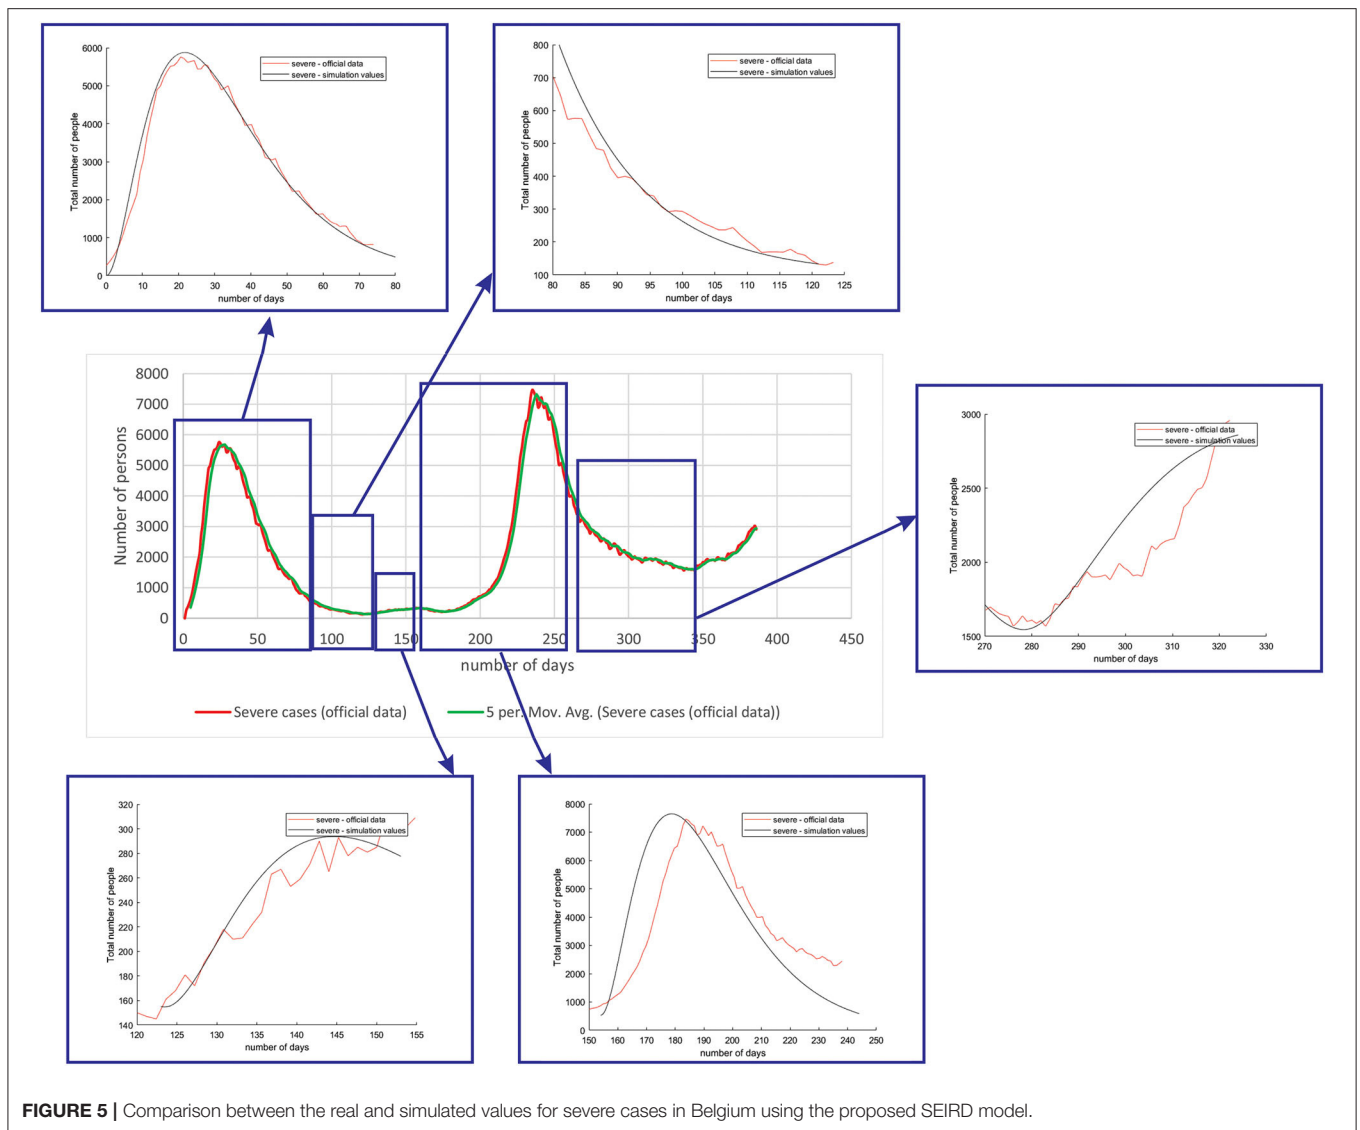 6000
5000
4000
3000
2000
1000
0
0 10 20 30 40 50 60 70 80
Total number of people
number of days
severe - official data
severe - simulation values
800
700
600
500
400
300
200
100
80 85 90 95 100 105 110 115 120 125
Total number of people
number of days
severe - official data
severe - simulation values
8000
7000
6000
5000
4000
3000
2000
1000
0
0 50 100 150 200 250 300 350 400 450
Number of persons
number of days
Severe cases (official data)
5 per. Mov. Avg. (Severe cases (official data))
3000
2500
2000
1500
270 280 290 300 310 320 330
Total number of people
number of days
severe - official data
severe - simulation values
320
300
280
260
240
220
200
180
160
140
120 125 130 135 140 145 150 155
Total number of people
number of days
severe - official data
severe - simulation values
8000
7000
6000
5000
4000
3000
2000
1000
0
150 160 170 180 190 200 210 220 230 240 250
Total number of people
number of days
severe - official data
severe - simulation values
FIGURE 5 | Comparison between the real and simulated values for severe cases in Belgium using the proposed SEIRD model.